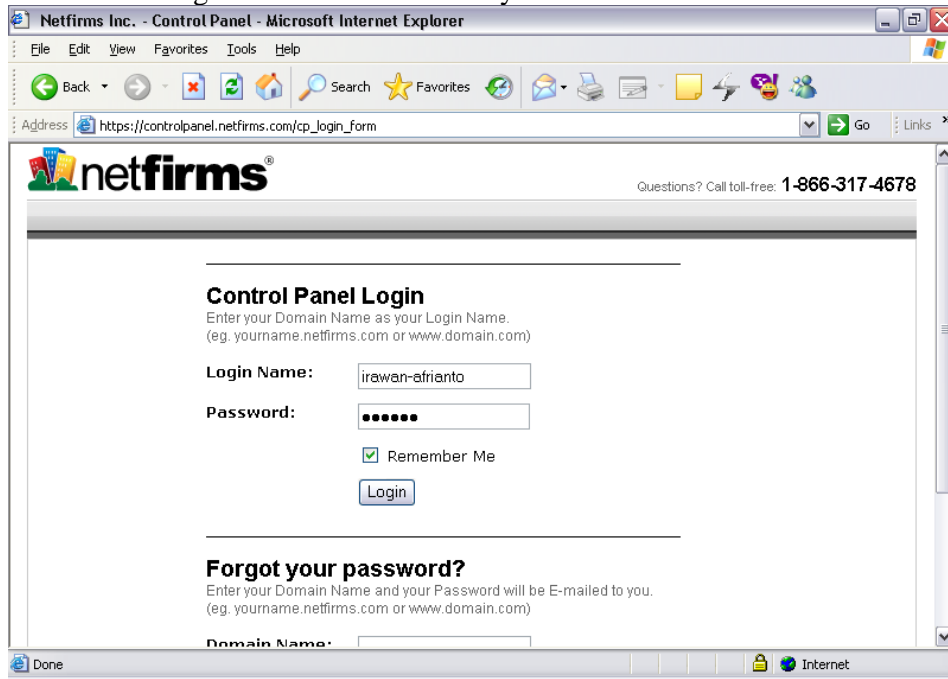 Netfirms Inc. - Control Panel - Microsoft Internet Explorer
File Edit View Favorites Tools Help
Back Search Favorites
Address https://controlpanel.netfirms.com/cp_login_form Go Links »
netfirms®
Questions? Call toll-free: 1-866-317-4678
Control Panel Login
Enter your Domain Name as your Login Name.
(eg. yourname.netfirms.com or www.domain.com)
Login Name: irawan-afrianto
Password: ●●●●●●
Remember Me
Login
Forgot your password?
Enter your Domain Name and your Password will be E-mailed to you.
(eg. yourname.netfirms.com or www.domain.com)
Domain Name:
Done Internet